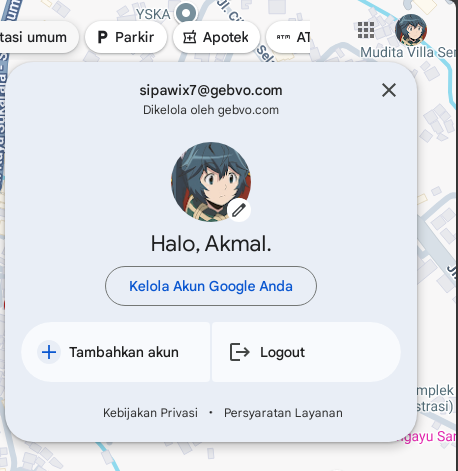 YSKA
tasi umum
Parkir
Apotek
ATM
AT
Mudita Villa Ser
sipawix7@gebvo.com
Dikelola oleh gebvo.com
Halo, Akmal.
Kelola Akun Google Anda
Tambahkan akun
Logout
Kebijakan Privasi • Persyaratan Layanan
mplek
strasi)
ngayu Sar